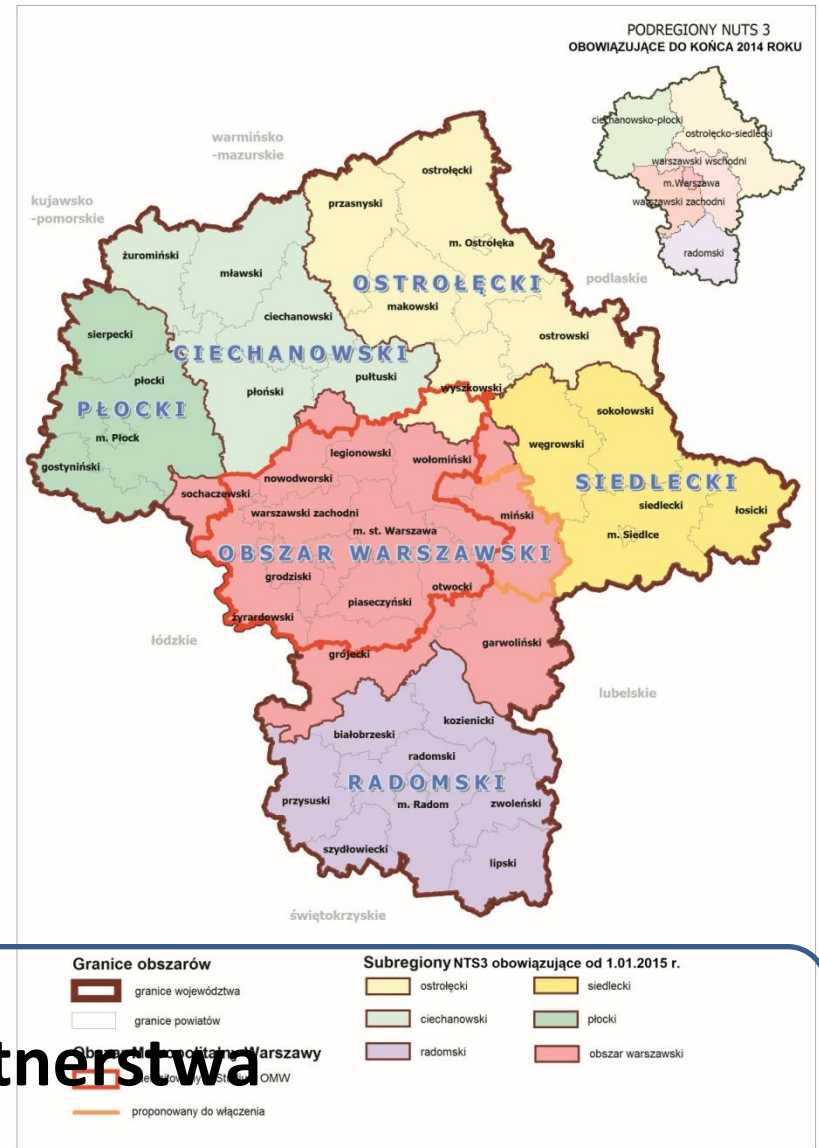 PODREGIONY NUTS 3
OBOWIĄZUJĄCE DO KOŃCA 2014 ROKU
ciechanowsko-płocki
ostrołęcko-siedlecki
warszawski wschodni
m.Warszawa
warszawski zachodni
radomski
warmińsko
-mazurskie
kujawsko
-pomorskie
podlaskie
łódzkie
lubelskie
świętokrzyskie
ostrołęcki
przasnyski
m. Ostrołęka
OSTROŁĘCKI
makowski
ostrowski
wyszkowski
żuromiński
mławski
ciechanowski
CIECHANOWSKI
płoński
pułtuski
sierpecki
płocki
PŁOCKI
m. Płock
gostyniński
sokołowski
węgrowski
SIEDLECKI
siedlecki
łosicki
m. Siedlce
legionowski
wołomiński
nowodworski
sochaczewski
warszawski zachodni
miński
m. st. Warszawa
OBSZAR WARSZAWSKI
grodziski
otwocki
piaseczyński
żyrardowski
garwoliński
grójecki
kozienicki
białobrzeski
radomski
RADOMSKI
przysuski
m. Radom
zwoleński
szydłowiecki
lipski
Granice obszarów
granice województwa
granice powiatów
Obszar Metropolitalny Warszawy
OMW
proponowany do włączenia
tnerstwa
Subregiony NTS3 obowiązujące od 1.01.2015 r.
ostrołęcki
siedlecki
ciechanowski
płocki
radomski
obszar warszawski